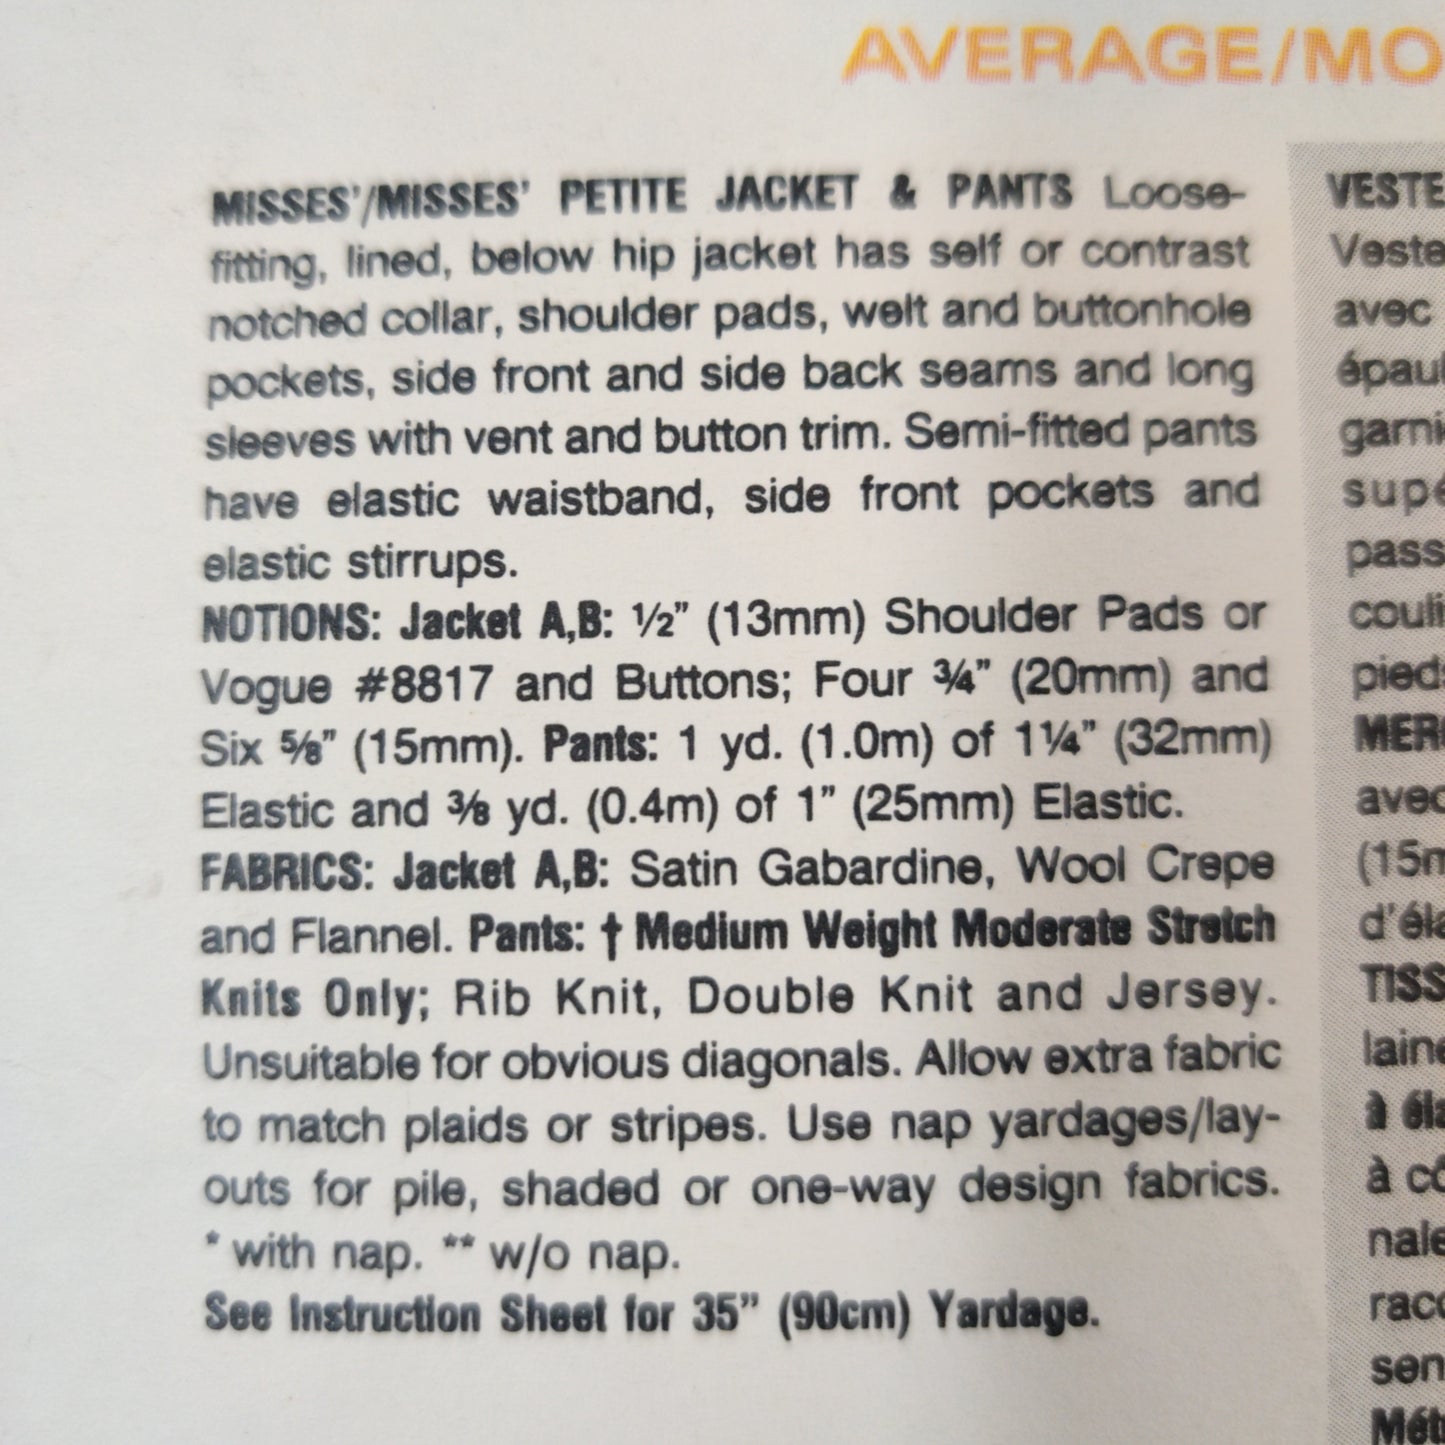 AVERAGE/MO
MISSES'/MISSES' PETITE JACKET & PANTS Loose-
fitting, lined, below hip jacket has self or contrast
notched collar, shoulder pads, welt and buttonhole
pockets, side front and side back seams and long
sleeves with vent and button trim. Semi-fitted pants
have elastic waistband, side front pockets and
elastic stirrups.
NOTIONS: Jacket A,B: ½" (13mm) Shoulder Pads or
Vogue #8817 and Buttons; Four ¾" (20mm) and
Six ⅝" (15mm). Pants: 1 yd. (1.0m) of 1¼" (32mm)
Elastic and ⅜ yd. (0.4m) of 1" (25mm) Elastic.
FABRICS: Jacket A,B: Satin Gabardine, Wool Crepe
and Flannel. Pants: † Medium Weight Moderate Stretch
Knits Only; Rib Knit, Double Knit and Jersey.
Unsuitable for obvious diagonals. Allow extra fabric
to match plaids or stripes. Use nap yardages/lay-
outs for pile, shaded or one-way design fabrics.
* with nap. ** w/o nap.
See Instruction Sheet for 35" (90cm) Yardage.
VESTE
Veste
avec
épaul
garni
supé
pass
couli
pied
MER
avec
(15m
d'éla
TISS
laine
à éla
à cô
nale
racc
sen
Mét